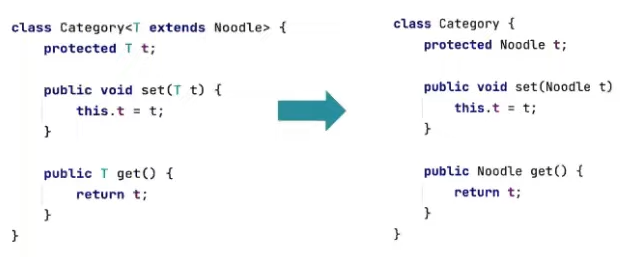 class Category<T extends Noodle> {
protected T t;
public void set(T t) {
this.t = t;
}
public T get() {
return t;
}
}
class Category {
protected Noodle t;
public void set(Noodle t)
this.t = t;
}
public Noodle get() {
return t;
}
}